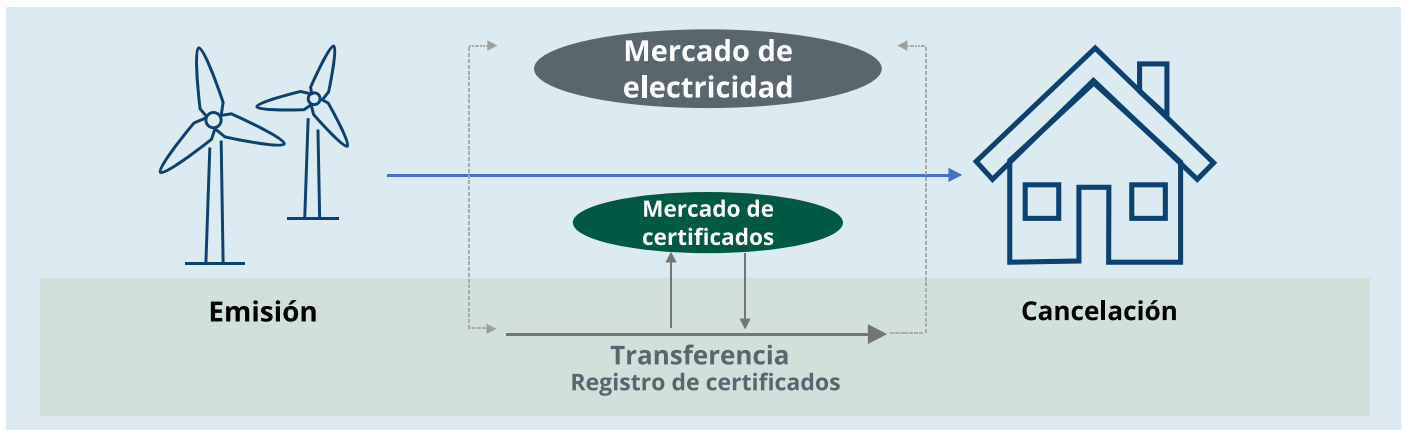 Mercado de
electricidad
Mercado de
certificados
Emisión
Cancelación
Transferencia
Registro de certificados